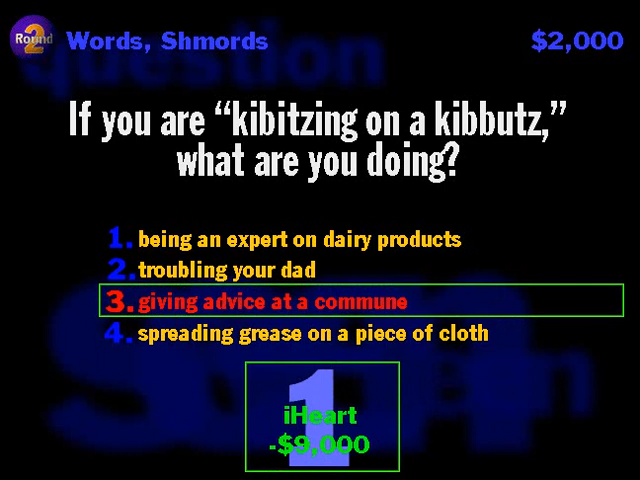 Round 2
Words, Shmords
$2,000
question
If you are “kibitzing on a kibbutz,”
what are you doing?
1. being an expert on dairy products
2. troubling your dad
3. giving advice at a commune
4. spreading grease on a piece of cloth
1
iHeart
-$9,000